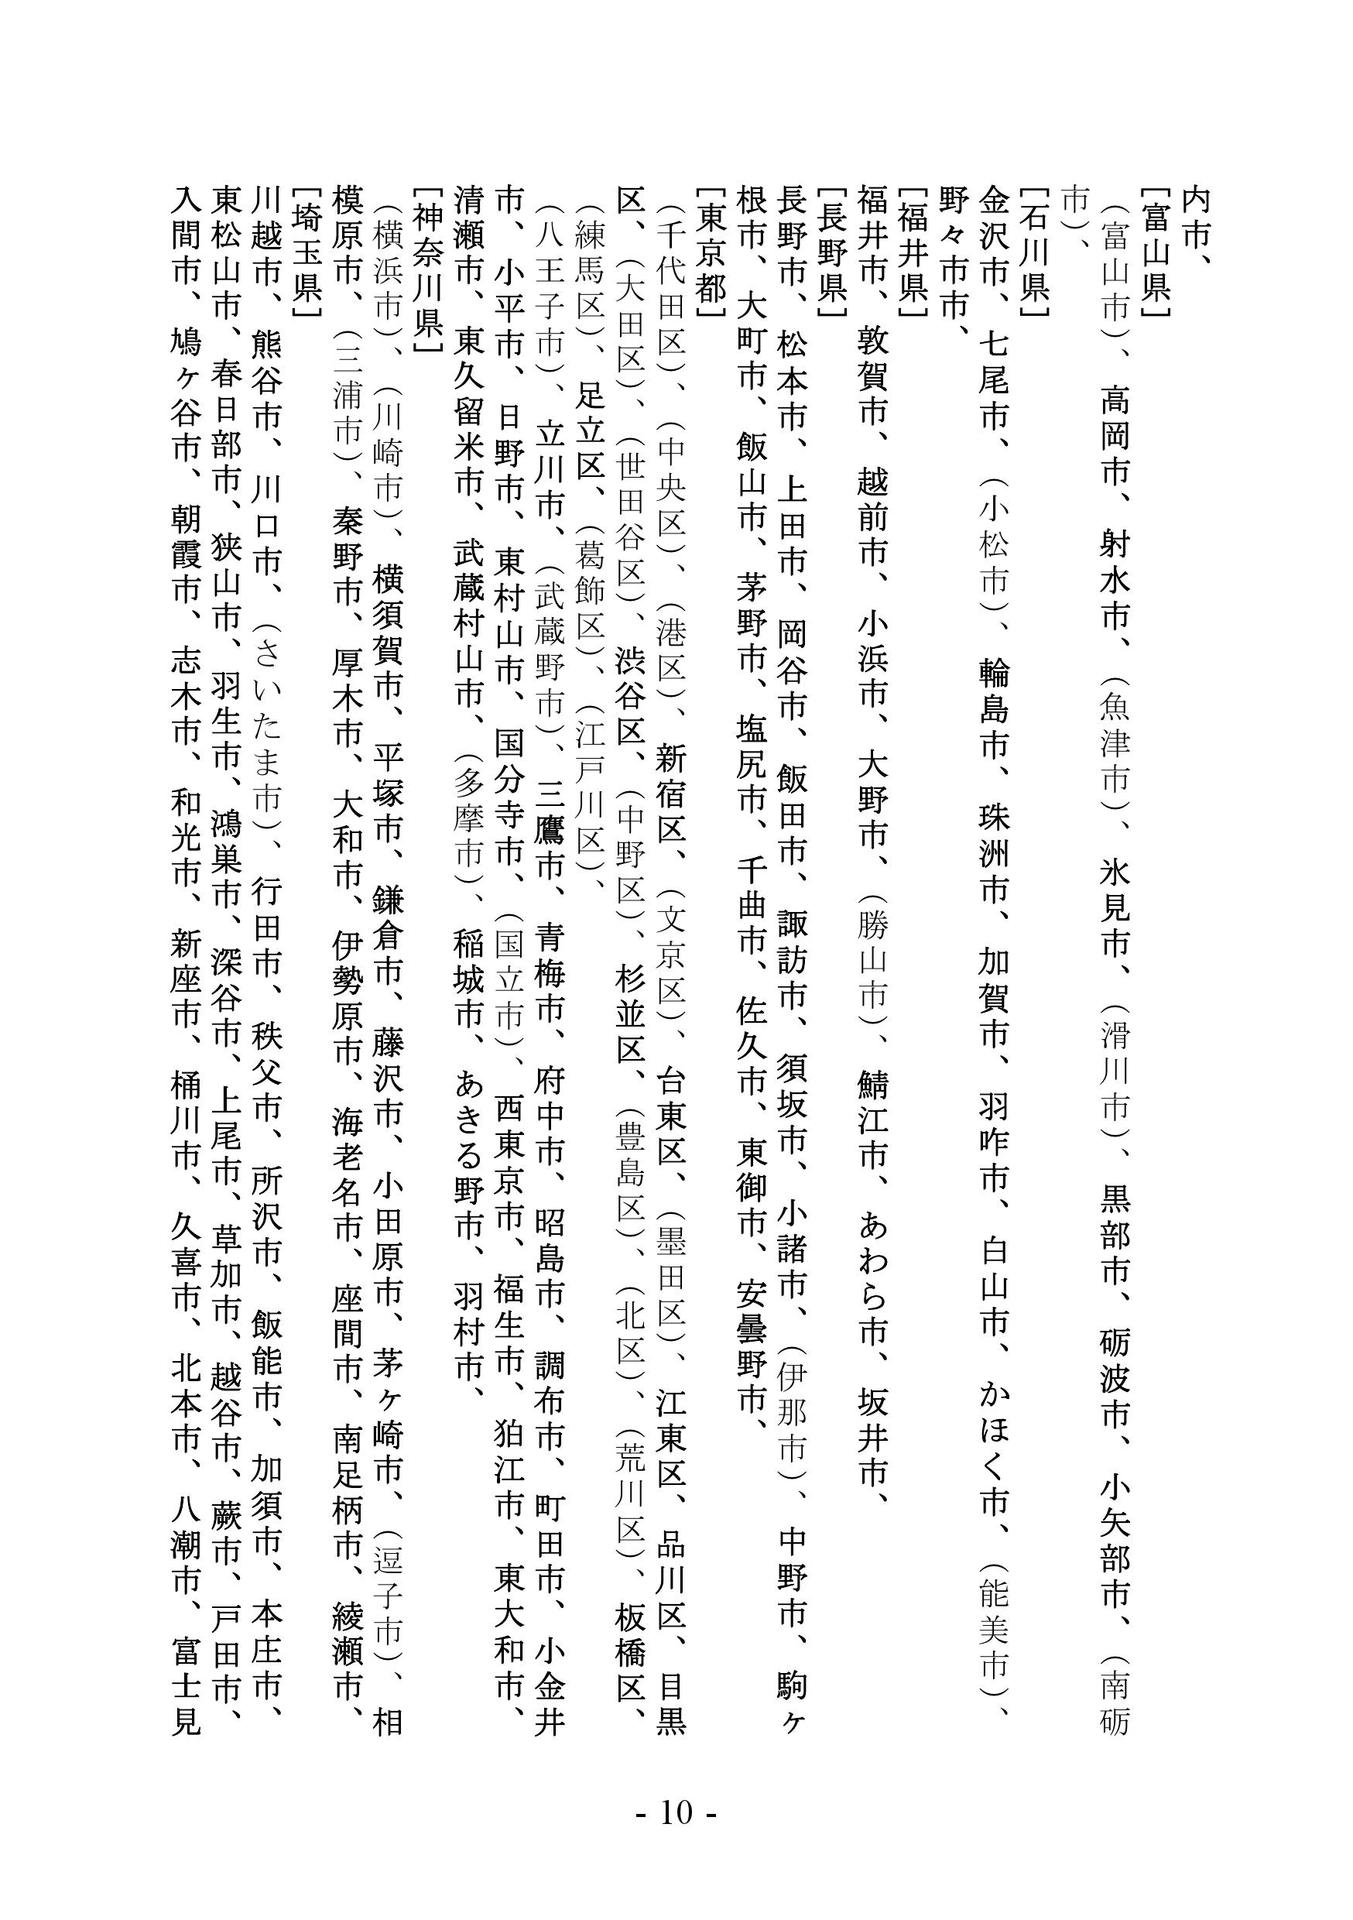 内市、
［富山県］
（富山市）、高岡市、射水市、（魚津市）、氷見市、（滑川市）、黒部市、砺波市、小矢部市、（南砺
市）、
［石川県］
金沢市、七尾市、（小松市）、輪島市、珠洲市、加賀市、羽咋市、白山市、かほく市、（能美市）、
野々市市、
［福井県］
福井市、敦賀市、越前市、小浜市、大野市、（勝山市）、鯖江市、あわら市、坂井市、
［長野県］
長野市、松本市、上田市、岡谷市、飯田市、諏訪市、須坂市、小諸市、（伊那市）、中野市、駒ヶ
根市、大町市、飯山市、茅野市、塩尻市、千曲市、佐久市、東御市、安曇野市、
［東京都］
（千代田区）、（中央区）、（港区）、新宿区、（文京区）、台東区、（墨田区）、江東区、品川区、目黒
区、（大田区）、（世田谷区）、渋谷区、（中野区）、杉並区、（豊島区）、（北区）、（荒川区）、板橋区、
（練馬区）、足立区、（葛飾区）、（江戸川区）、
（八王子市）、立川市、（武蔵野市）、三鷹市、青梅市、府中市、昭島市、調布市、町田市、小金井
市、小平市、日野市、東村山市、国分寺市、（国立市）、西東京市、福生市、狛江市、東大和市、
清瀬市、東久留米市、武蔵村山市、（多摩市）、稲城市、あきる野市、羽村市、
［神奈川県］
（横浜市）、（川崎市）、横須賀市、平塚市、鎌倉市、藤沢市、小田原市、茅ヶ崎市、（逗子市）、相
模原市、（三浦市）、秦野市、厚木市、大和市、伊勢原市、海老名市、座間市、南足柄市、綾瀬市、
［埼玉県］
川越市、熊谷市、川口市、（さいたま市）、行田市、秩父市、所沢市、飯能市、加須市、本庄市、
東松山市、春日部市、狭山市、羽生市、鴻巣市、深谷市、上尾市、草加市、越谷市、蕨市、戸田市、
入間市、鳩ヶ谷市、朝霞市、志木市、和光市、新座市、桶川市、久喜市、北本市、八潮市、富士見
- 10 -